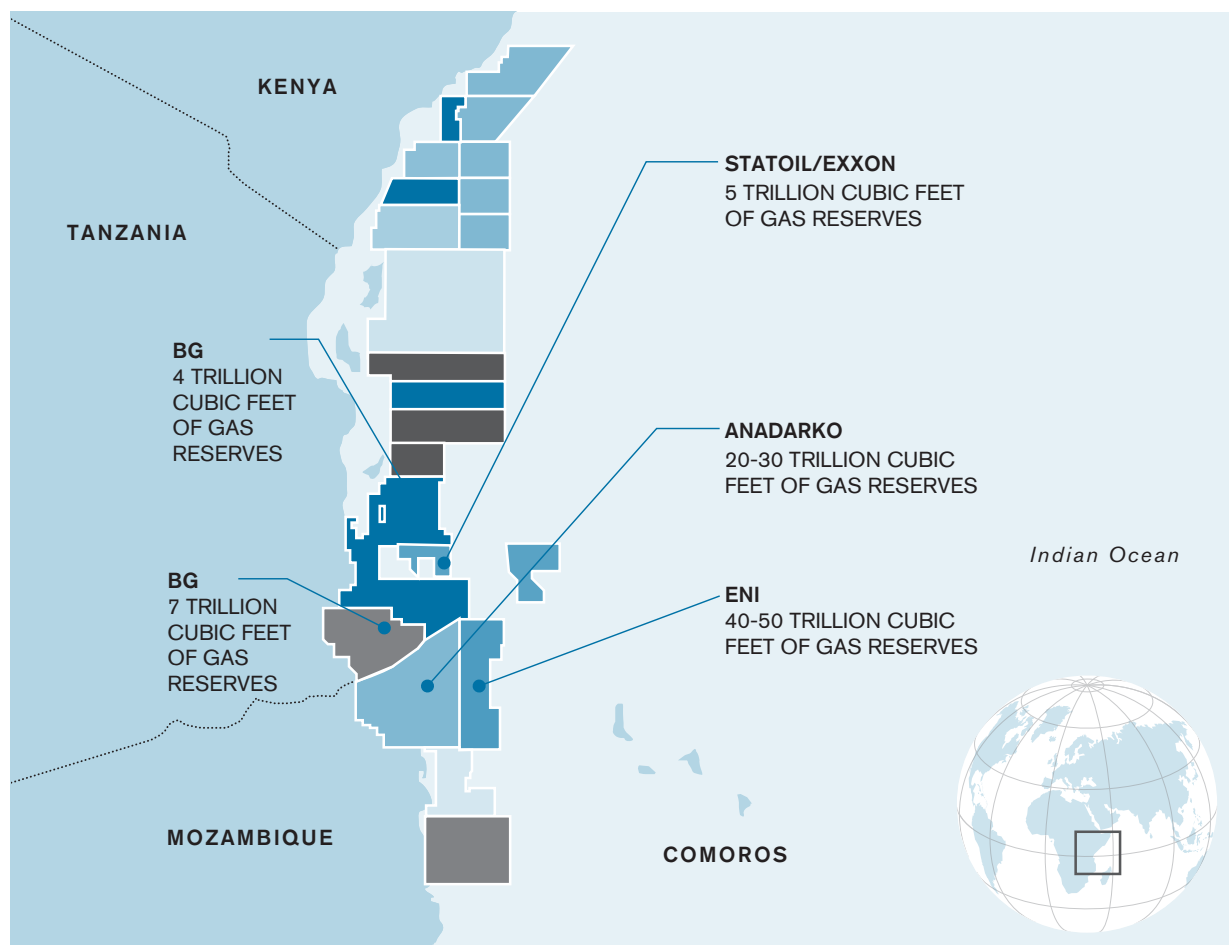 KENYA
TANZANIA
STATOIL/EXXON
5 TRILLION CUBIC FEET
OF GAS RESERVES
BG
4 TRILLION
CUBIC FEET
OF GAS
RESERVES
ANADARKO
20-30 TRILLION CUBIC
FEET OF GAS RESERVES
Indian Ocean
BG
7 TRILLION
CUBIC FEET
OF GAS
RESERVES
ENI
40-50 TRILLION CUBIC
FEET OF GAS RESERVES
MOZAMBIQUE
COMOROS